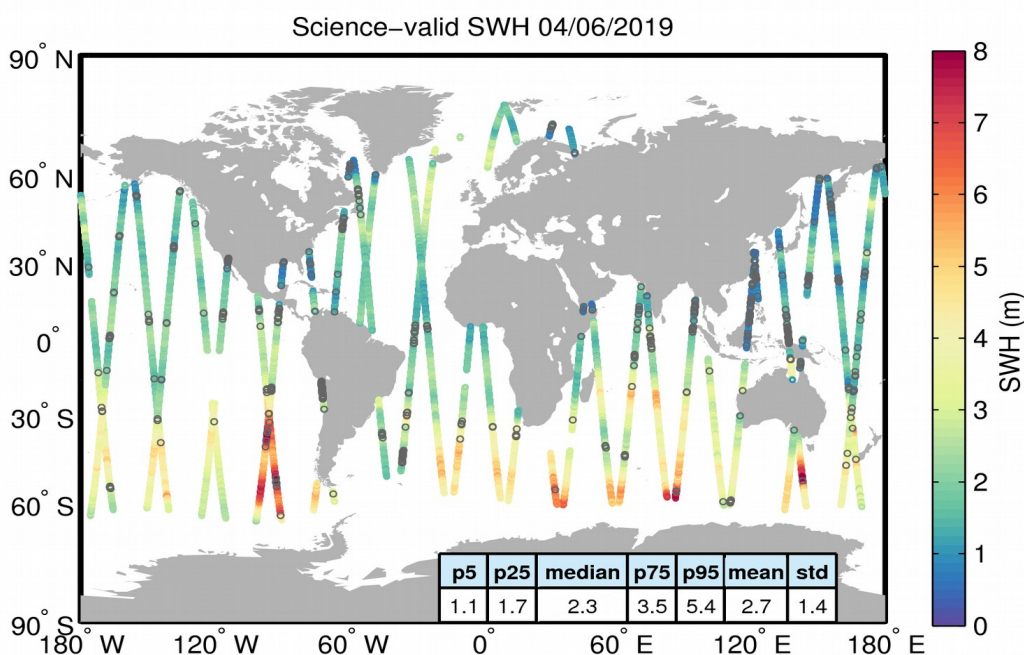 Science−valid SWH 04/06/2019
90° N
60° N
30° N
0°
30° S
60° S
90° S
180° W
120° W
60° W
0°
60° E
120° E
180° E
p5 p25 median p75 p95 mean std
1.1 1.7 2.3 3.5 5.4 2.7 1.4
8
7
6
5
4
3
2
1
0
SWH (m)